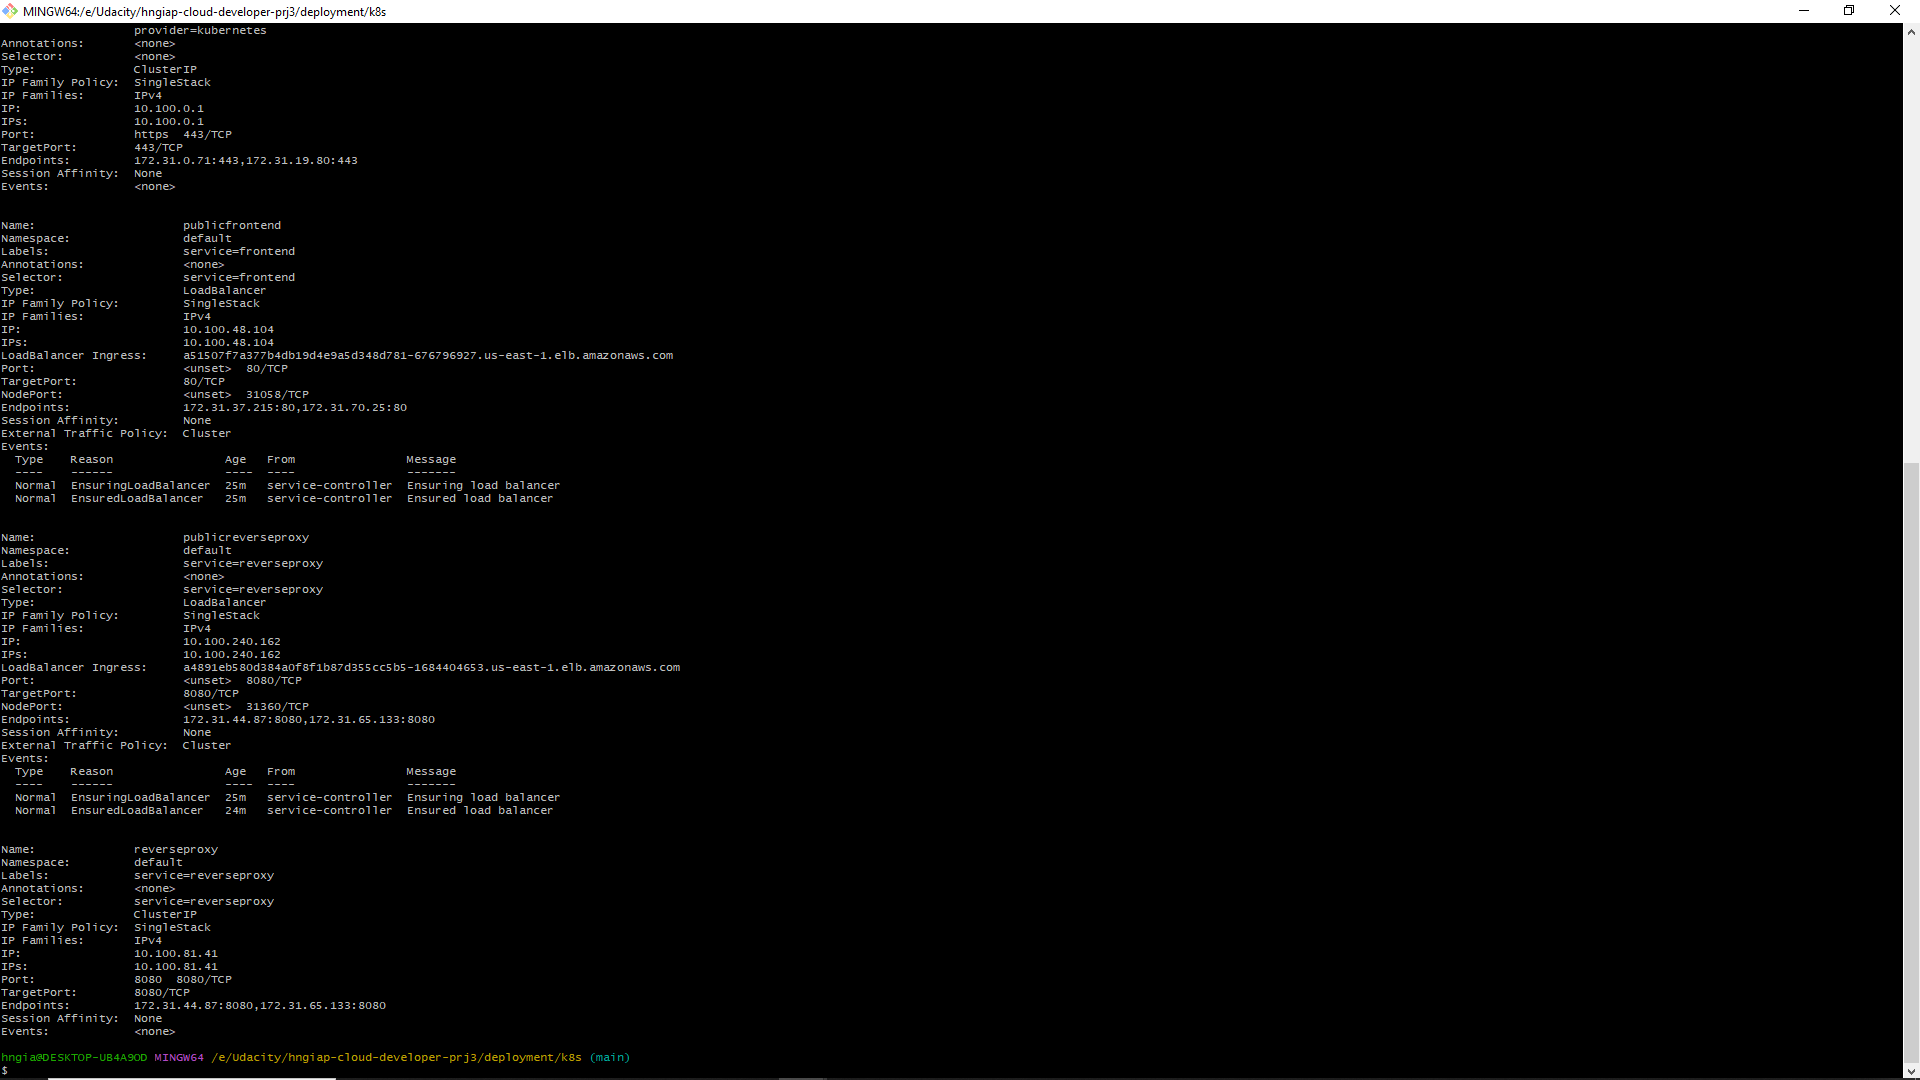 MINGW64:/e/Udacity/hngiap-cloud-developer-prj3/deployment/k8s
                   provider=kubernetes
Annotations:       <none>
Selector:          <none>
Type:              ClusterIP
IP Family Policy:  SingleStack
IP Families:       IPv4
IP:                10.100.0.1
IPs:               10.100.0.1
Port:              https  443/TCP
TargetPort:        443/TCP
Endpoints:         172.31.0.71:443,172.31.19.80:443
Session Affinity:  None
Events:            <none>
Name:                     publicfrontend
Namespace:                default
Labels:                   service=frontend
Annotations:              <none>
Selector:                 service=frontend
Type:                     LoadBalancer
IP Family Policy:         SingleStack
IP Families:              IPv4
IP:                       10.100.48.104
IPs:                      10.100.48.104
LoadBalancer Ingress:     a51507f7a377b4db19d4e9a5d348d781-676796927.us-east-1.elb.amazonaws.com
Port:                     <unset>  80/TCP
TargetPort:               80/TCP
NodePort:                 <unset>  31058/TCP
Endpoints:                172.31.37.215:80,172.31.70.25:80
Session Affinity:         None
External Traffic Policy:  Cluster
Events:
  Type    Reason                Age   From                Message
  ----    ------                ----  ----                -------
  Normal  EnsuringLoadBalancer  25m   service-controller  Ensuring load balancer
  Normal  EnsuredLoadBalancer   25m   service-controller  Ensured load balancer
Name:                     publicreverseproxy
Namespace:                default
Labels:                   service=reverseproxy
Annotations:              <none>
Selector:                 service=reverseproxy
Type:                     LoadBalancer
IP Family Policy:         SingleStack
IP Families:              IPv4
IP:                       10.100.240.162
IPs:                      10.100.240.162
LoadBalancer Ingress:     a4891eb580d384a0f8f1b87d355cc5b5-1684404653.us-east-1.elb.amazonaws.com
Port:                     <unset>  8080/TCP
TargetPort:               8080/TCP
NodePort:                 <unset>  31360/TCP
Endpoints:                172.31.44.87:8080,172.31.65.133:8080
Session Affinity:         None
External Traffic Policy:  Cluster
Events:
  Type    Reason                Age   From                Message
  ----    ------                ----  ----                -------
  Normal  EnsuringLoadBalancer  25m   service-controller  Ensuring load balancer
  Normal  EnsuredLoadBalancer   24m   service-controller  Ensured load balancer
Name:              reverseproxy
Namespace:         default
Labels:            service=reverseproxy
Annotations:       <none>
Selector:          service=reverseproxy
Type:              ClusterIP
IP Family Policy:  SingleStack
IP Families:       IPv4
IP:                10.100.81.41
IPs:               10.100.81.41
Port:              8080  8080/TCP
TargetPort:        8080/TCP
Endpoints:         172.31.44.87:8080,172.31.65.133:8080
Session Affinity:  None
Events:            <none>
hngia@DESKTOP-UB4A9OD MINGW64 /e/Udacity/hngiap-cloud-developer-prj3/deployment/k8s (main)
$